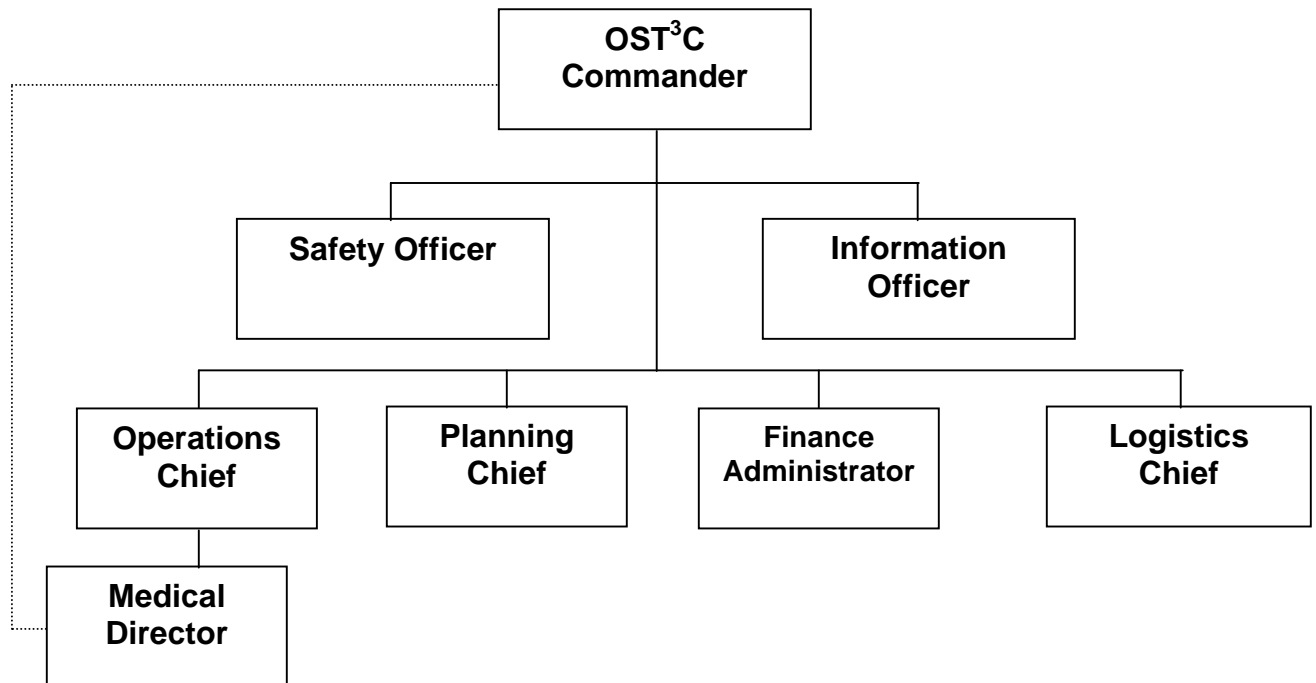 OST³C
Commander
Safety Officer
Information
Officer
Operations
Chief
Planning
Chief
Finance
Administrator
Logistics
Chief
Medical
Director